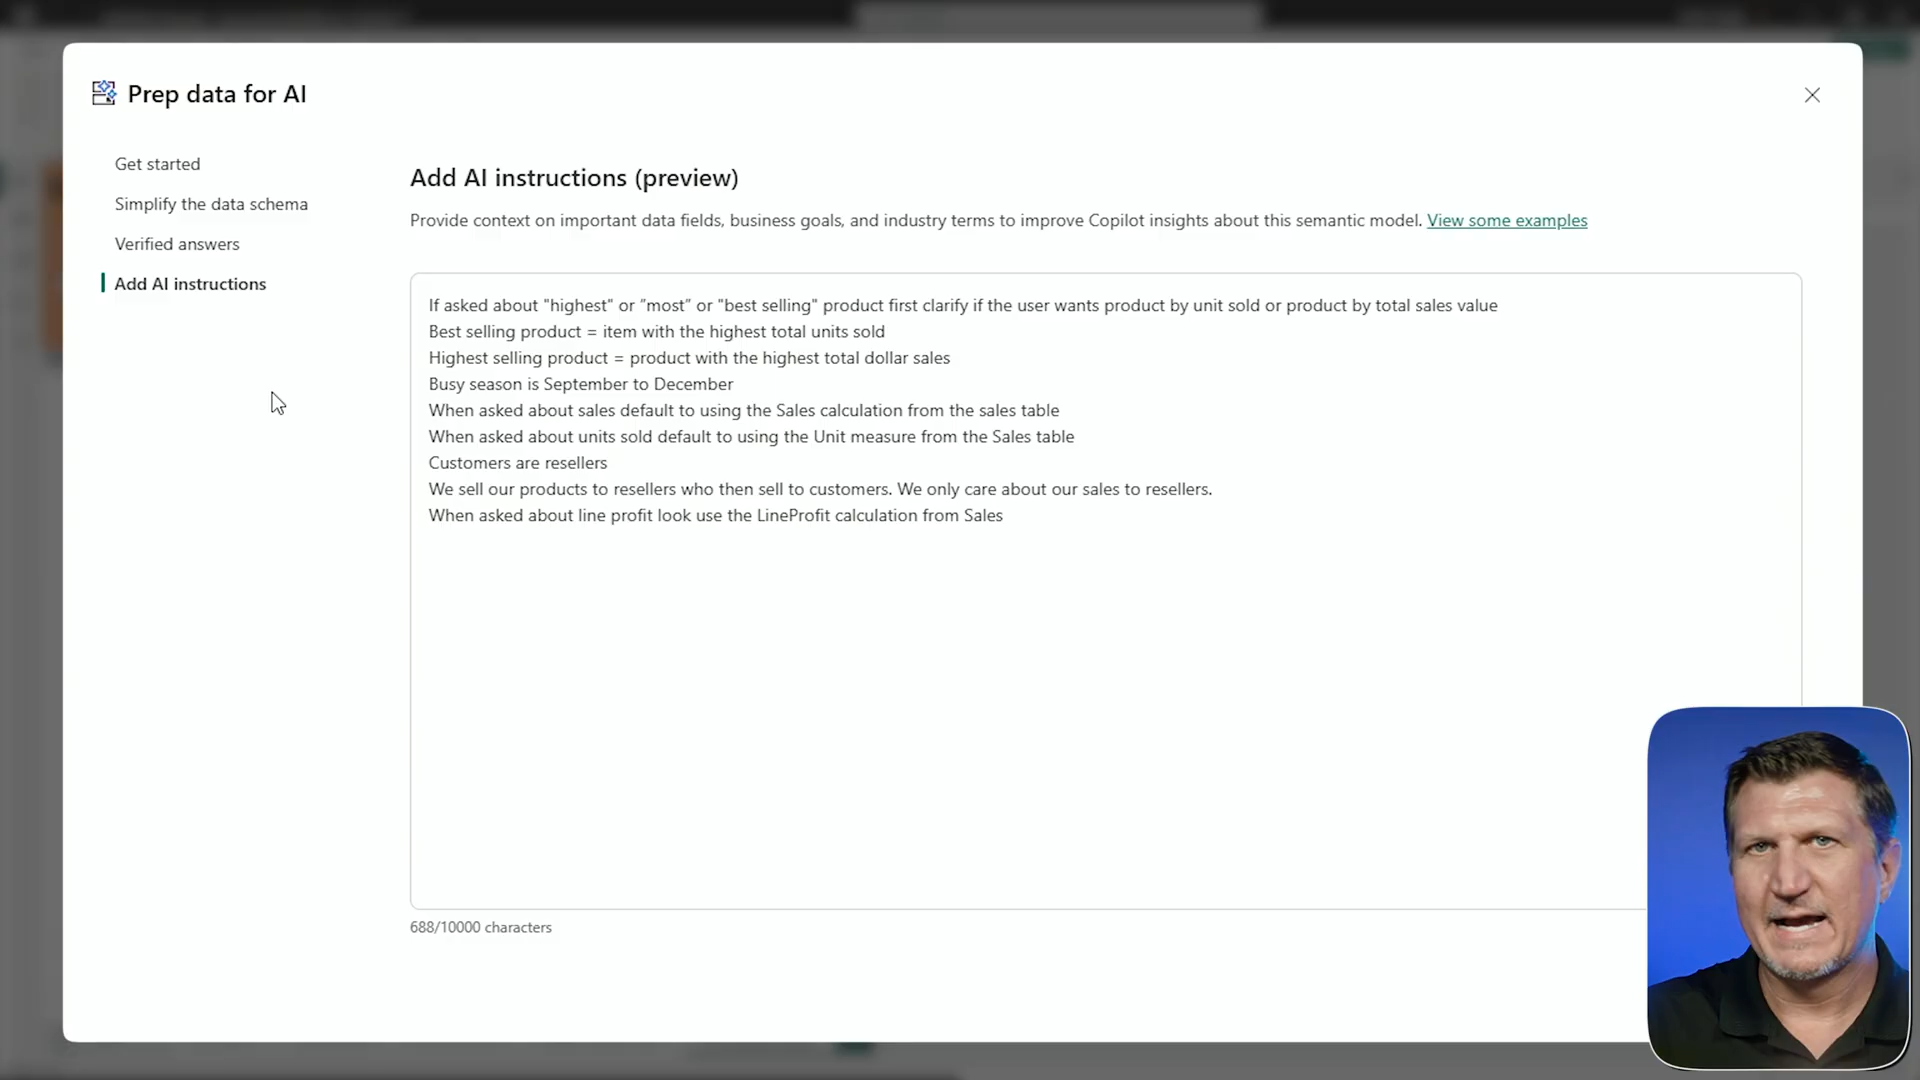 Prep data for AI
Get started
Simplify the data schema
Verified answers
Add AI instructions
Add AI instructions (preview)
Provide context on important data fields, business goals, and industry terms to improve Copilot insights about this semantic model. View some examples
If asked about "highest" or "most" or "best selling" product first clarify if the user wants product by unit sold or product by total sales value
Best selling product = item with the highest total units sold
Highest selling product = product with the highest total dollar sales
Busy season is September to December
When asked about sales default to using the Sales calculation from the sales table
When asked about units sold default to using the Unit measure from the Sales table
Customers are resellers
We sell our products to resellers who then sell to customers. We only care about our sales to resellers.
When asked about line profit look use the LineProfit calculation from Sales
688/10000 characters